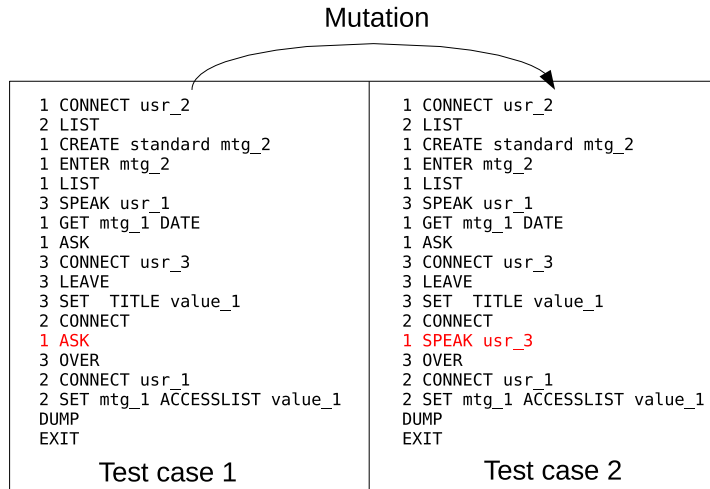 Mutation
1 CONNECT usr_2
2 LIST
1 CREATE standard mtg_2
1 ENTER mtg_2
1 LIST
3 SPEAK usr_1
1 GET mtg_1 DATE
1 ASK
3 CONNECT usr_3
3 LEAVE
3 SET  TITLE value_1
2 CONNECT
1 ASK
3 OVER
2 CONNECT usr_1
2 SET mtg_1 ACCESSLIST value_1
DUMP
EXIT
Test case 1
1 CONNECT usr_2
2 LIST
1 CREATE standard mtg_2
1 ENTER mtg_2
1 LIST
3 SPEAK usr_1
1 GET mtg_1 DATE
1 ASK
3 CONNECT usr_3
3 LEAVE
3 SET  TITLE value_1
2 CONNECT
1 SPEAK usr_3
3 OVER
2 CONNECT usr_1
2 SET mtg_1 ACCESSLIST value_1
DUMP
EXIT
Test case 2